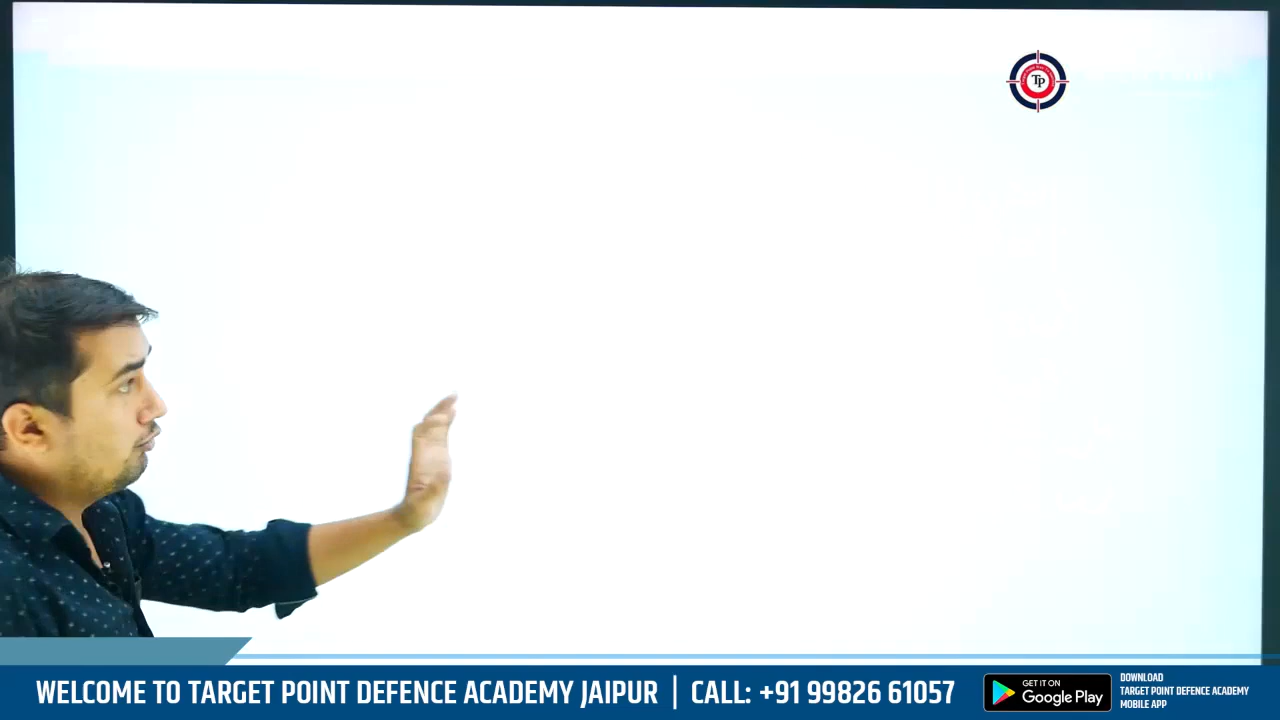 TP
WELCOME TO TARGET POINT DEFENCE ACADEMY JAIPUR | CALL: +91 99826 61057
GET IT ON
Google Play
DOWNLOAD
TARGET POINT DEFENCE ACADEMY
MOBILE APP